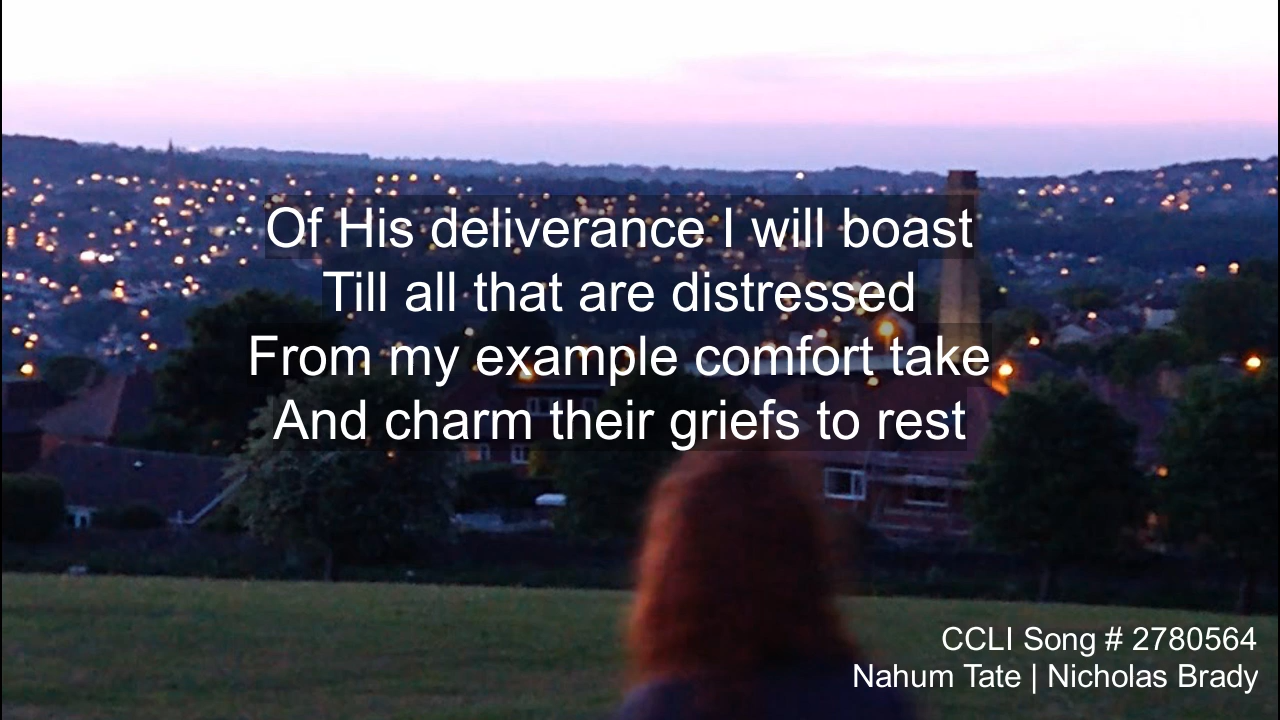 Of His deliverance I will boast
Till all that are distressed
From my example comfort take
And charm their griefs to rest
CCLI Song # 2780564
Nahum Tate | Nicholas Brady